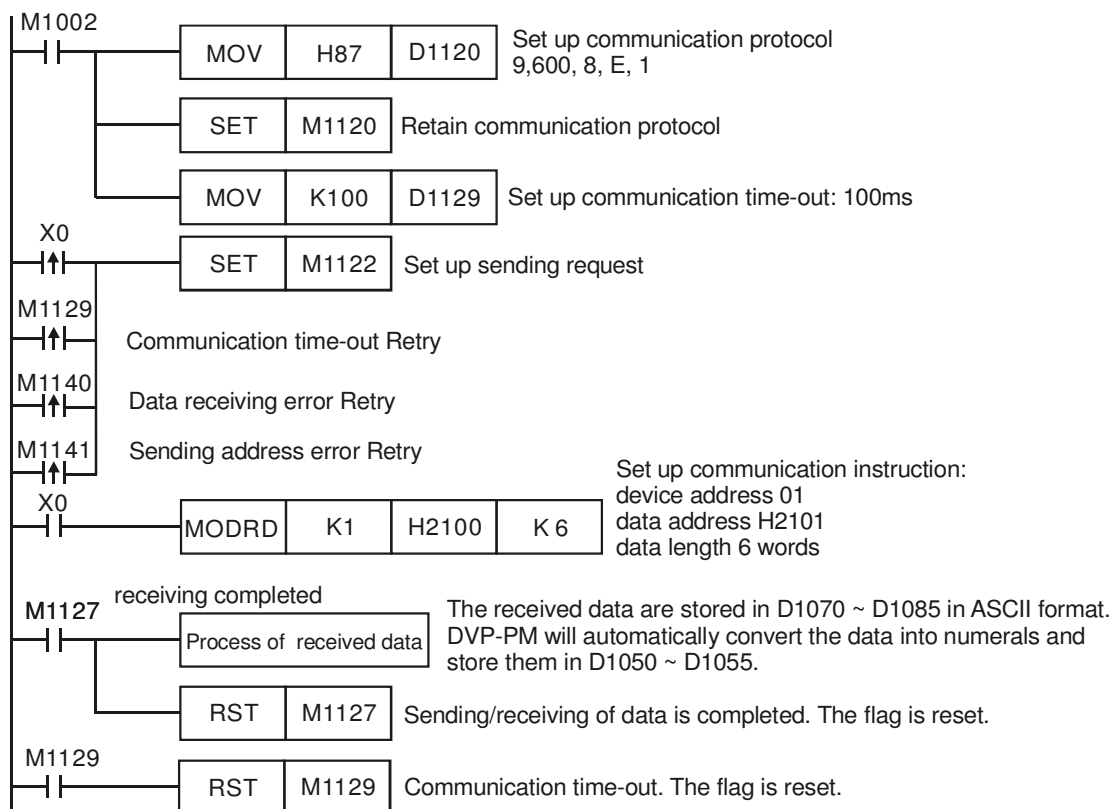 M1002
MOV H87 D1120 Set up communication protocol
9,600, 8, E, 1
SET M1120 Retain communication protocol
MOV K100 D1129 Set up communication time-out: 100ms
X0
SET M1122 Set up sending request
M1129
Communication time-out Retry
M1140
Data receiving error Retry
M1141
Sending address error Retry
X0
MODRD K1 H2100 K 6
Set up communication instruction:
device address 01
data address H2101
data length 6 words
M1127 receiving completed
Process of received data
The received data are stored in D1070 ~ D1085 in ASCII format.
DVP-PM will automatically convert the data into numerals and
store them in D1050 ~ D1055.
RST M1127 Sending/receiving of data is completed. The flag is reset.
M1129
RST M1129 Communication time-out. The flag is reset.